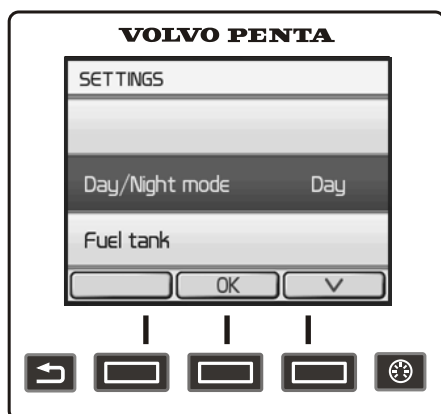 VOLVO PENTA
SETTINGS
Day/Night mode Day
Fuel tank
OK